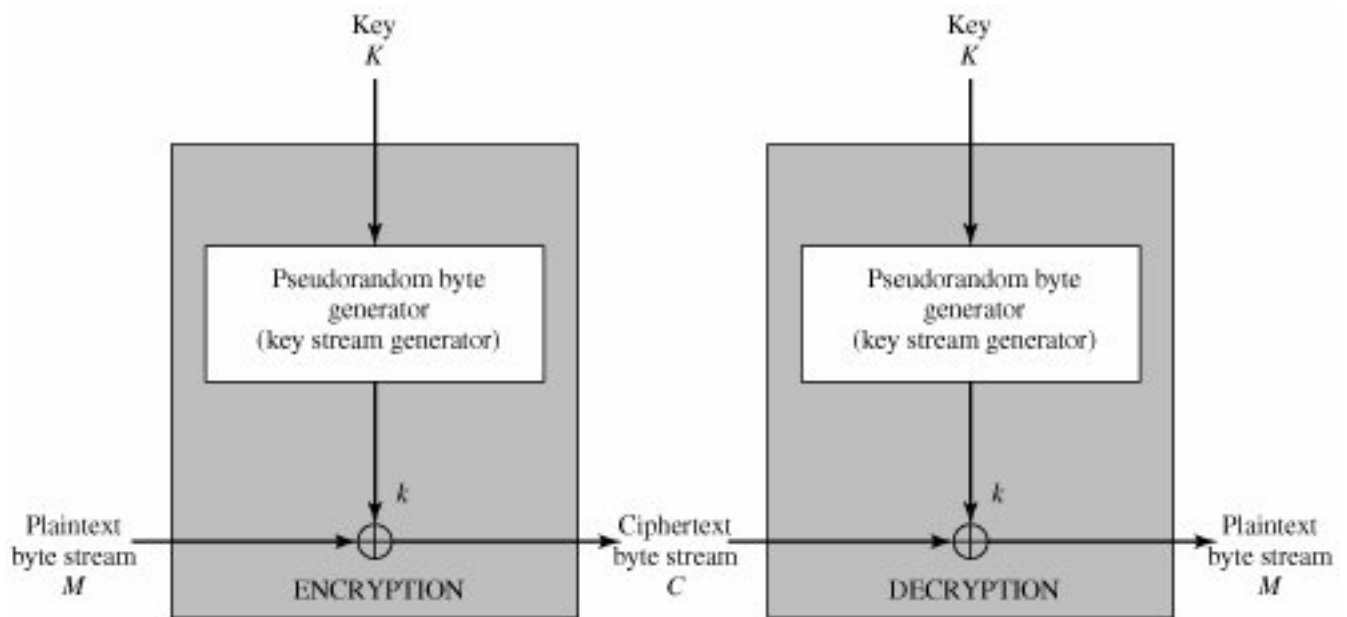 Key
K
Key
K
Pseudorandom byte
generator
(key stream generator)
Pseudorandom byte
generator
(key stream generator)
k
k
Plaintext
byte stream
M
Ciphertext
byte stream
C
Plaintext
byte stream
M
ENCRYPTION
DECRYPTION